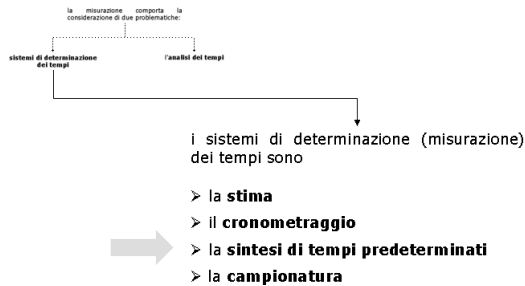 la misurazione comporta la
considerazione di due problematiche:
sistemi di determinazione
dei tempi
l'analisi dei tempi
i sistemi di determinazione (misurazione)
dei tempi sono
➢ la stima
➢ il cronometraggio
➢ la sintesi di tempi predeterminati
➢ la campionatura